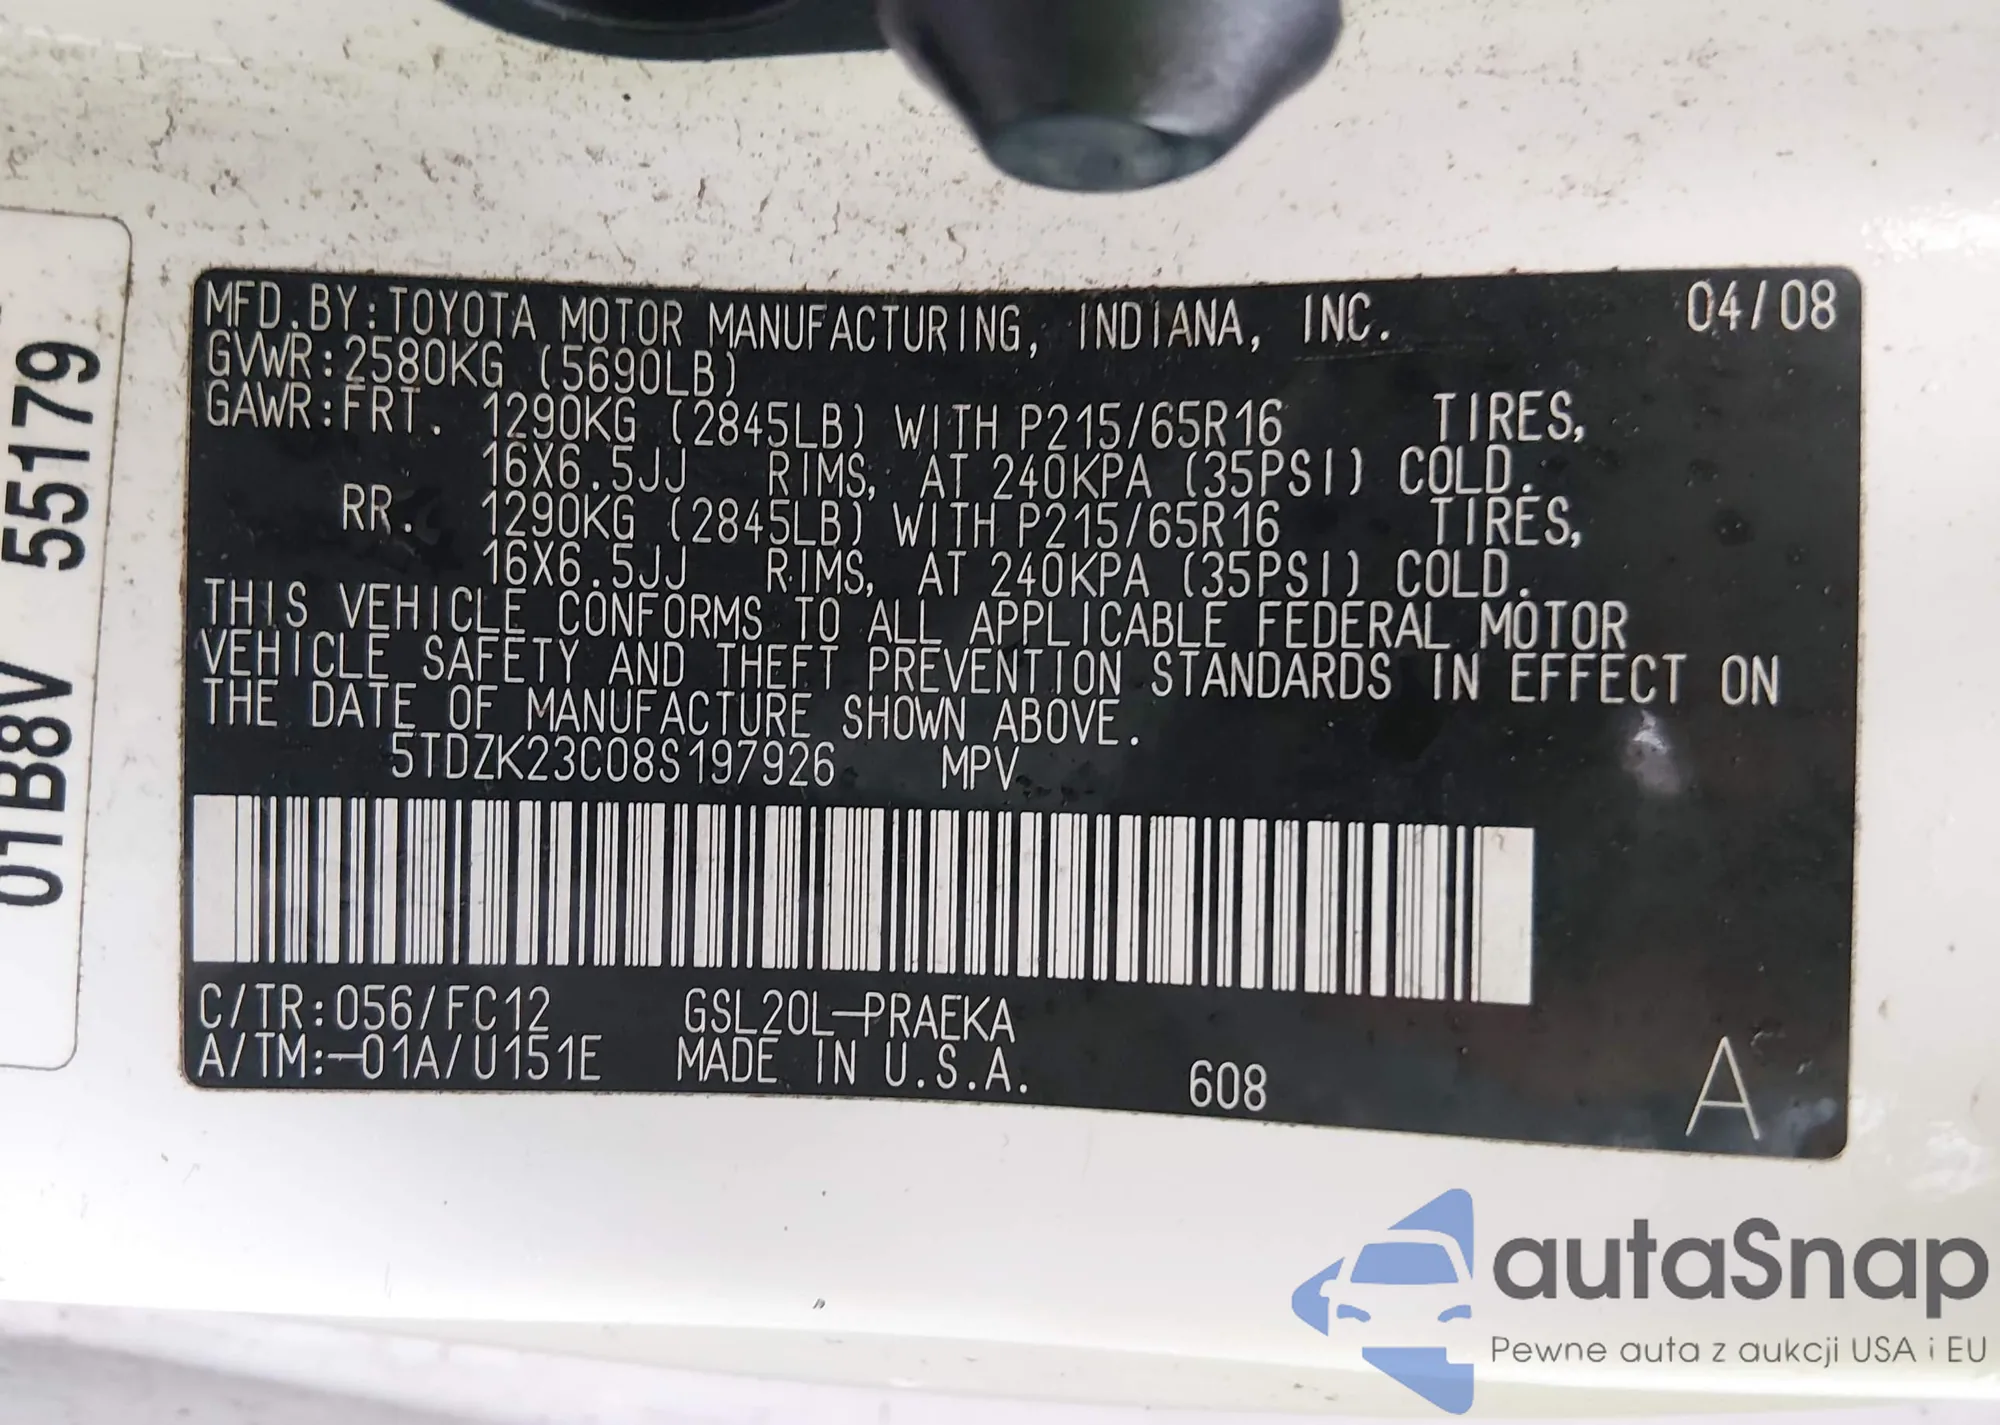 MFD.BY:TOYOTA MOTOR MANUFACTURING, INDIANA, INC. 04/08
GVWR:2580KG (5690LB)
GAWR:FRT. 1290KG (2845LB) WITH P215/65R16 TIRES,
16X6.5JJ RIMS, AT 240KPA (35PSI) COLD.
RR. 1290KG (2845LB) WITH P215/65R16 TIRES,
16X6.5JJ RIMS, AT 240KPA (35PSI) COLD.
THIS VEHICLE CONFORMS TO ALL APPLICABLE FEDERAL MOTOR
VEHICLE SAFETY AND THEFT PREVENTION STANDARDS IN EFFECT ON
THE DATE OF MANUFACTURE SHOWN ABOVE.
5TDZK23C08S197926 MPV
C/TR:056/FC12 GSL20L-PRAEKA
A/TM:-01A/U151E MADE IN U.S.A. 608 A
01B8V 55179
autaSnap
Pewne auta z aukcji USA i EU